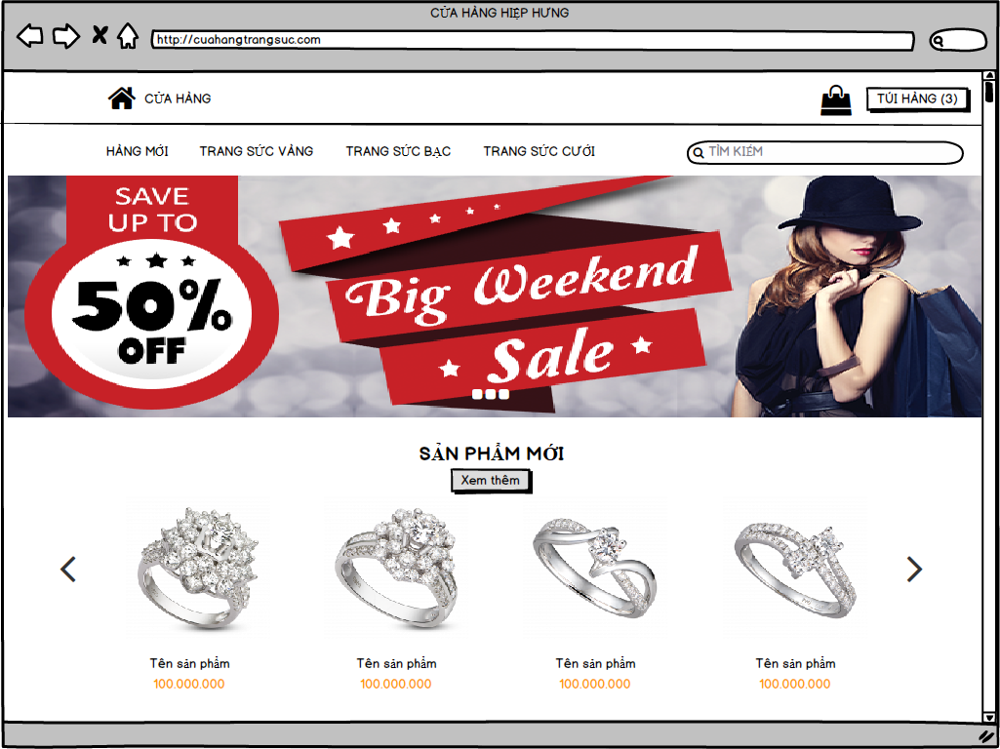 CỬA HÀNG HIỆP HƯNG
http://cuahangtrangsuc.com
CỬA HÀNG
TÚI HÀNG (3)
HÀNG MỚI
TRANG SỨC VÀNG
TRANG SỨC BẠC
TRANG SỨC CƯỚI
TÌM KIẾM
SAVE
UP TO
50%
OFF
Big Weekend
Sale
SẢN PHẨM MỚI
Xem thêm
Tên sản phẩm
100.000.000
Tên sản phẩm
100.000.000
Tên sản phẩm
100.000.000
Tên sản phẩm
100.000.000